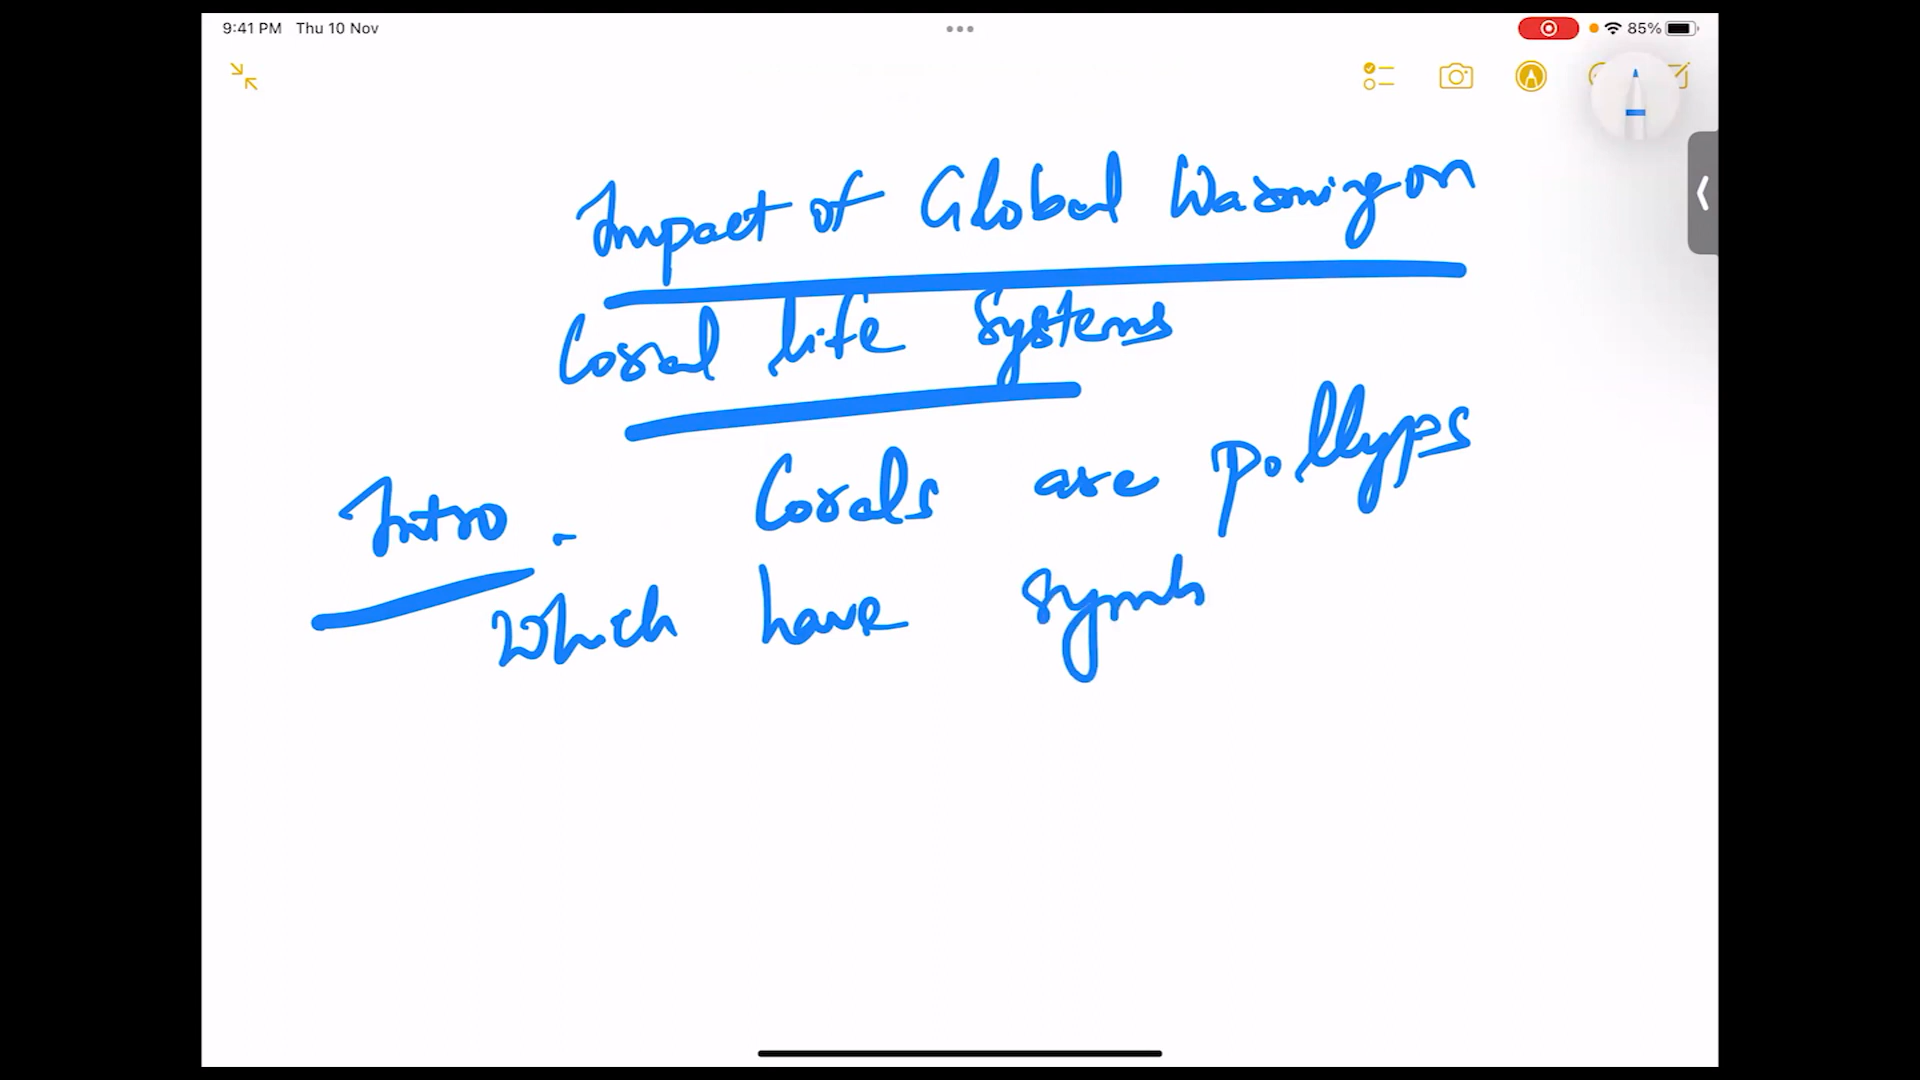 9:41 PM Thu 10 Nov 85%
Impact of Global Warming on
Coral life Systems
Intro. Corals are pollyps
which have symb